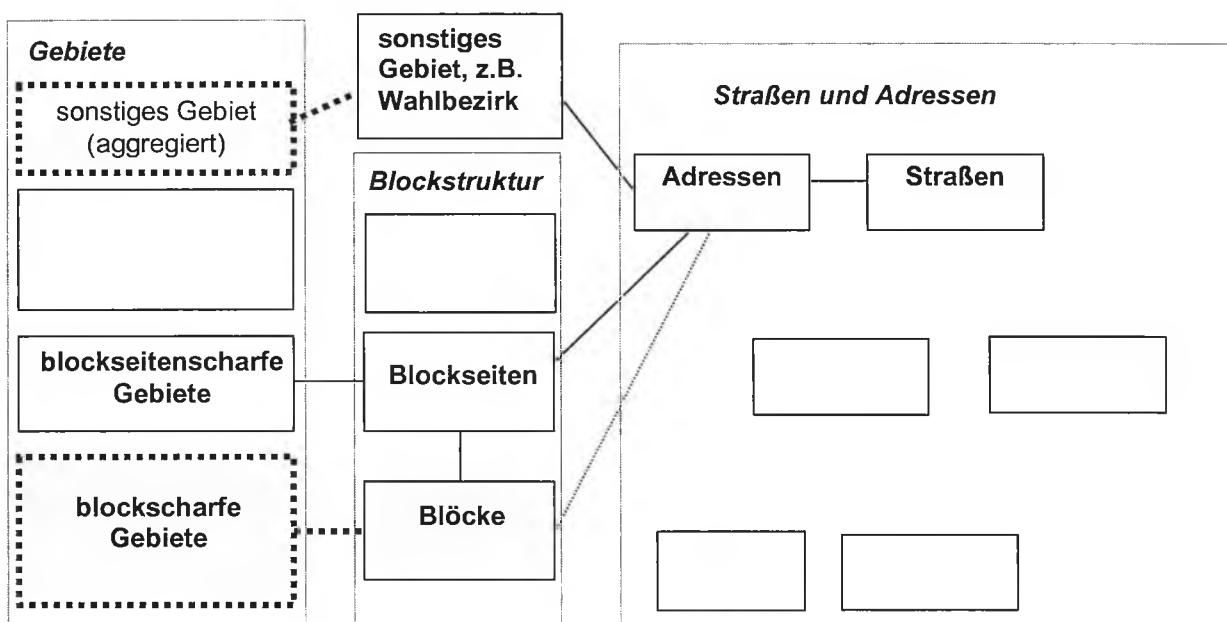 Gebiete
sonstiges Gebiet
(aggregiert)
blockseitenscharfe
Gebiete
blockscharfe
Gebiete
sonstiges
Gebiet, z.B.
Wahlbezirk
Blockstruktur
Blockseiten
Blöcke
Straßen und Adressen
Adressen
Straßen